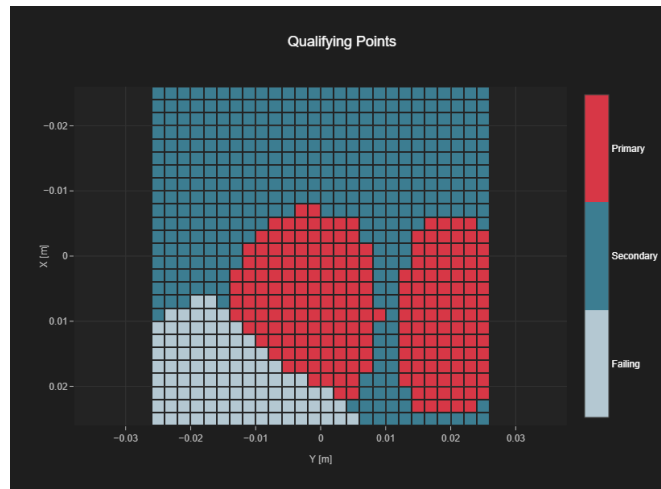 Qualifying Points
−0.02
−0.01
0
0.01
0.02
X [m]
−0.03
−0.02
−0.01
0
0.01
0.02
0.03
Y [m]
Primary
Secondary
Failing